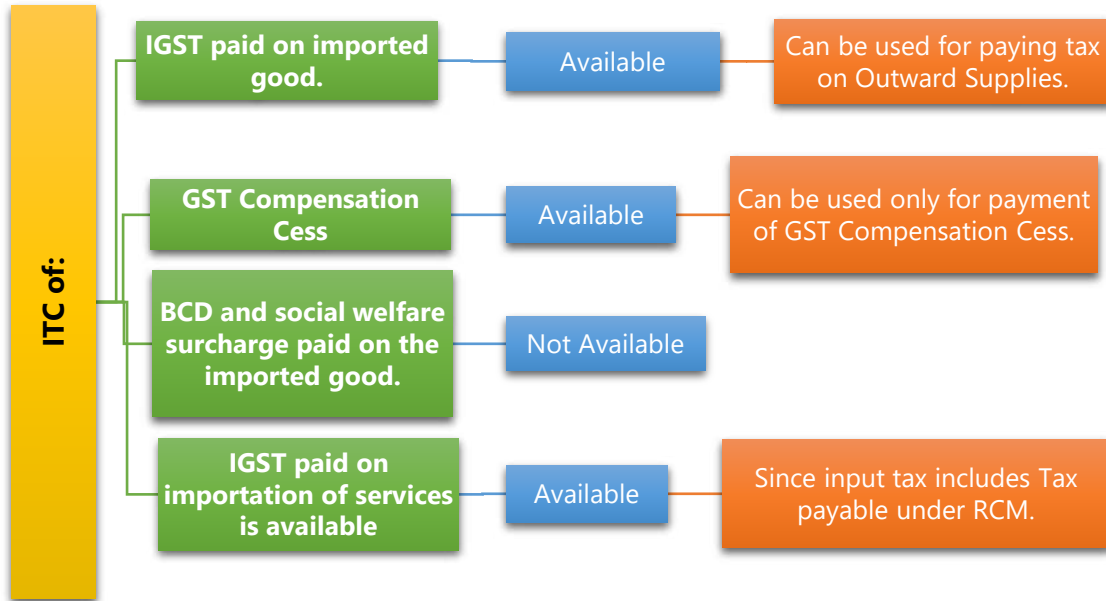 ITC of:
IGST paid on imported
good.
Available
Can be used for paying tax
on Outward Supplies.
GST Compensation
Cess
Available
Can be used only for payment
of GST Compensation Cess.
BCD and social welfare
surcharge paid on the
imported good.
Not Available
IGST paid on
importation of services
is available
Available
Since input tax includes Tax
payable under RCM.